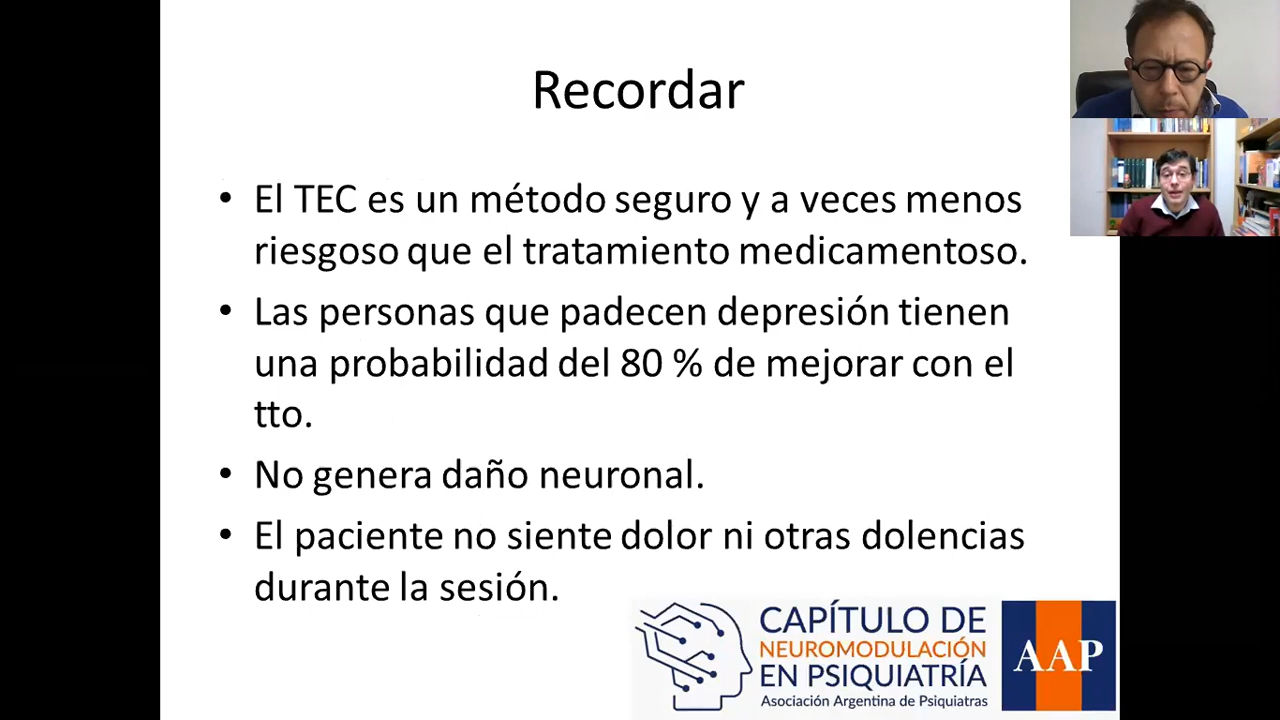 Recordar
• El TEC es un método seguro y a veces menos
riesgoso que el tratamiento medicamentoso.
• Las personas que padecen depresión tienen
una probabilidad del 80 % de mejorar con el
tto.
• No genera daño neuronal.
• El paciente no siente dolor ni otras dolencias
durante la sesión.
CAPÍTULO DE
NEUROMODULACIÓN
EN PSIQUIATRÍA
Asociación Argentina de Psiquiatras
AAP